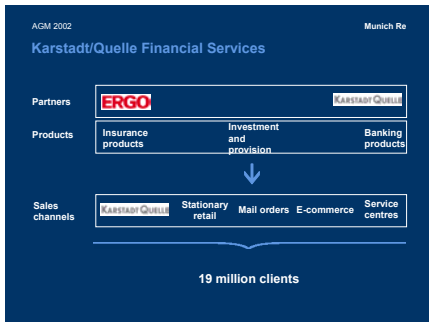 AGM 2002
Munich Re
Karstadt/Quelle Financial Services
Partners
ERGO
KARSTADT QUELLE
Products
Insurance products
Investment and provision
Banking products
Sales channels
KARSTADT QUELLE
Stationary retail
Mail orders
E-commerce
Service centres
19 million clients